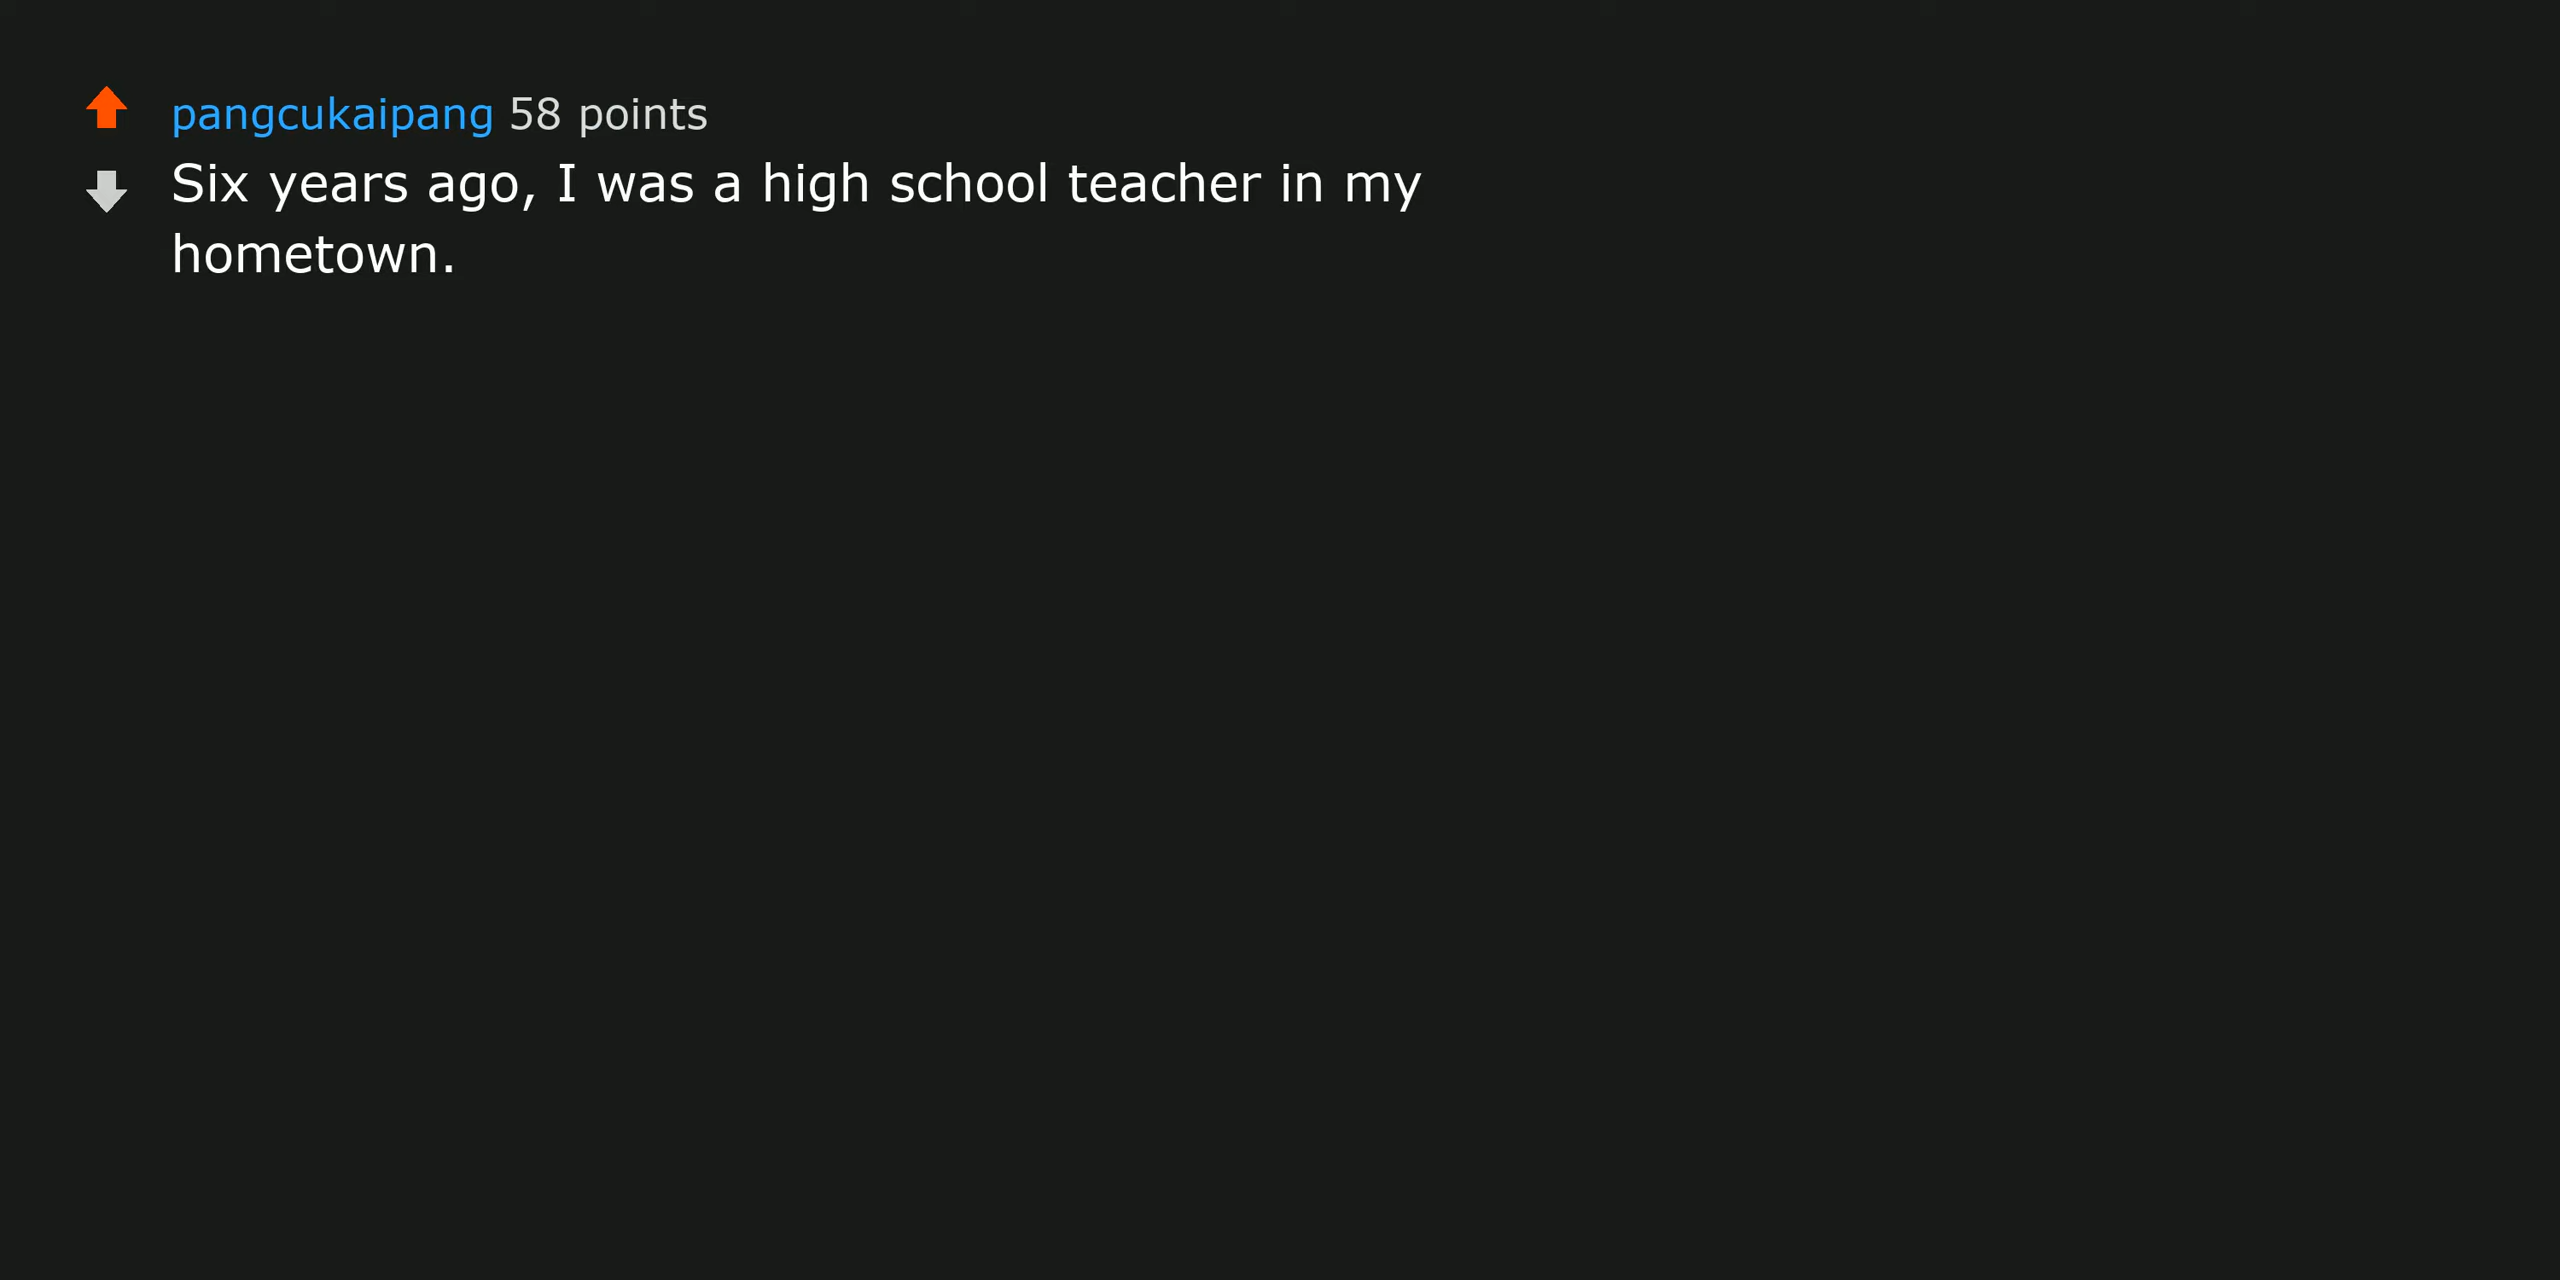 pangcukaipang 58 points
Six years ago, I was a high school teacher in my
hometown.